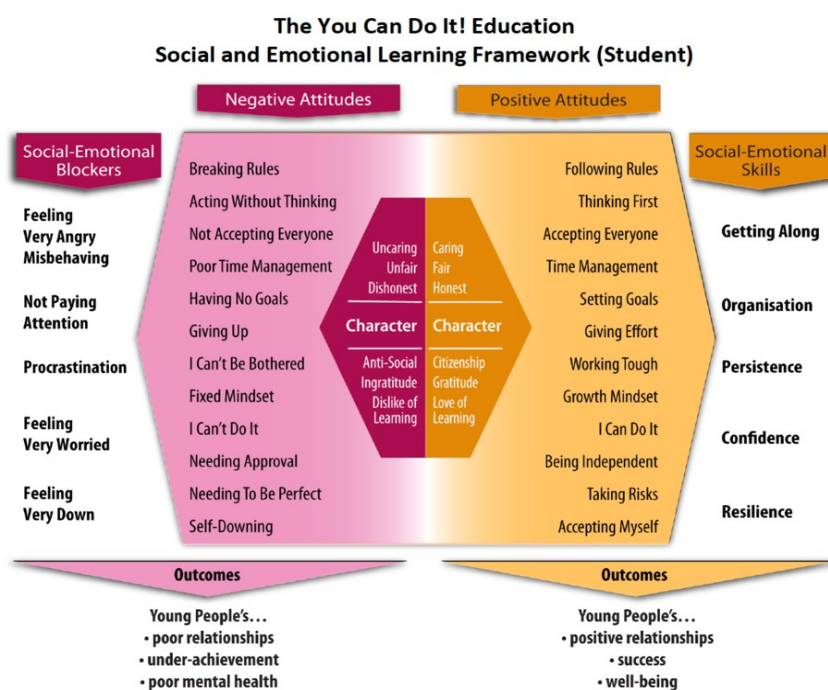 The You Can Do It! Education
Social and Emotional Learning Framework (Student)
Negative Attitudes
Positive Attitudes
Social-Emotional
Blockers
Feeling
Very Angry
Misbehaving
Not Paying
Attention
Procrastination
Feeling
Very Worried
Feeling
Very Down
Breaking Rules
Acting Without Thinking
Not Accepting Everyone
Poor Time Management
Having No Goals
Giving Up
I Can't Be Bothered
Fixed Mindset
I Can't Do It
Needing Approval
Needing To Be Perfect
Self-Downing
Uncaring
Unfair
Dishonest
Character
Anti-Social
Ingratitude
Dislike of
Learning
Caring
Fair
Honest
Character
Citizenship
Gratitude
Love of
Learning
Following Rules
Thinking First
Accepting Everyone
Time Management
Setting Goals
Giving Effort
Working Tough
Growth Mindset
I Can Do It
Being Independent
Taking Risks
Accepting Myself
Social-Emotional
Skills
Getting Along
Organisation
Persistence
Confidence
Resilience
Outcomes
Young People's...
• poor relationships
• under-achievement
• poor mental health
Outcomes
Young People's...
• positive relationships
• success
• well-being